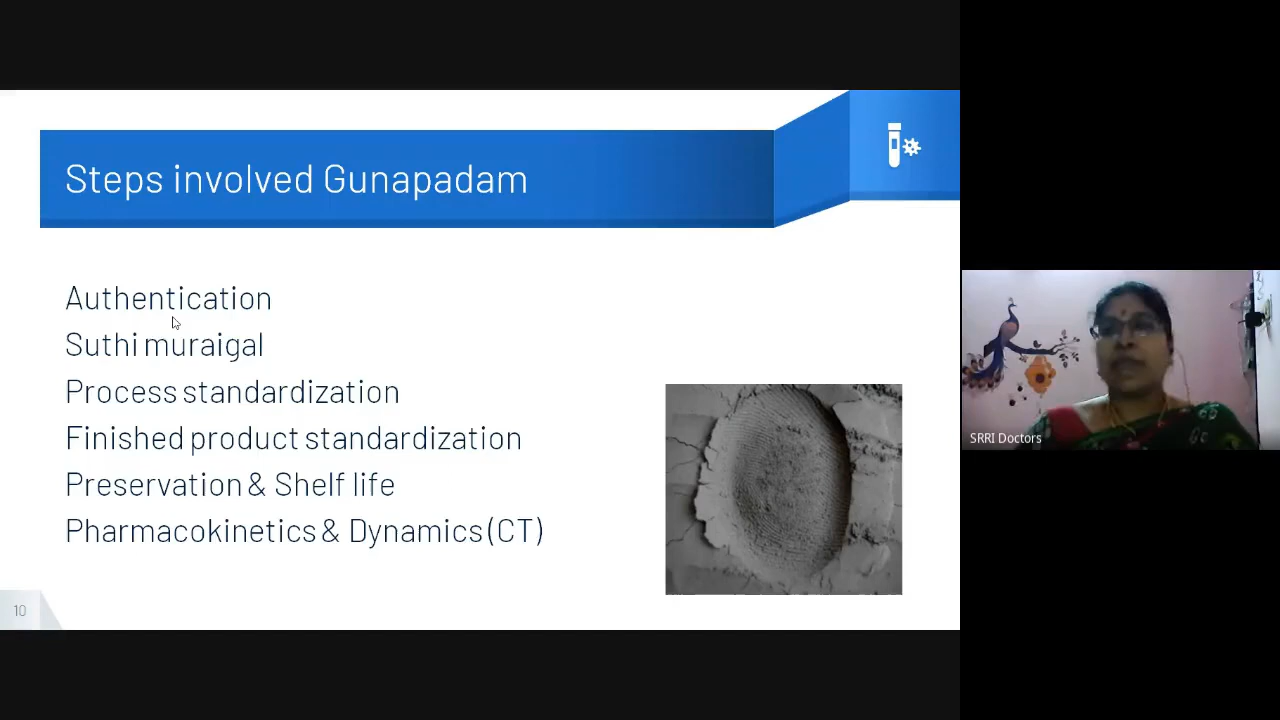 Steps involved Gunapadam
Authentication
Suthi muraigal
Process standardization
Finished product standardization
Preservation & Shelf life
Pharmacokinetics & Dynamics (CT)
10
SRRI Doctors